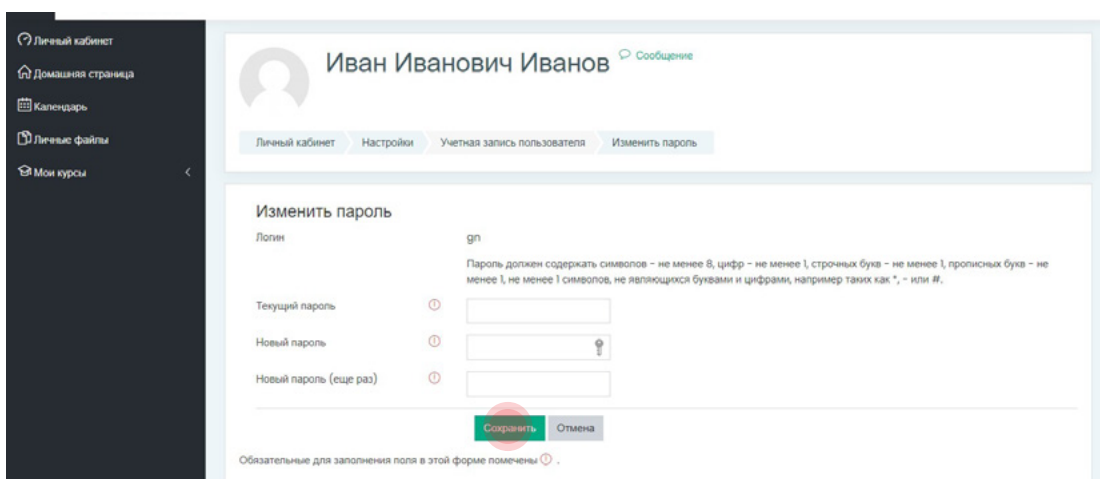 Личный кабинет
Домашняя страница
Календарь
Личные файлы
Мои курсы
Иван Иванович Иванов
Сообщение
Личный кабинет
Настройки
Учетная запись пользователя
Изменить пароль
Изменить пароль
Логин
gn
Пароль должен содержать символов - не менее 8, цифр - не менее 1, строчных букв - не менее 1, прописных букв - не
менее 1, не менее 1 символов, не являющихся буквами и цифрами, например таких как *, - или #.
Текущий пароль
Новый пароль
Новый пароль (еще раз)
Сохранить
Отмена
Обязательные для заполнения поля в этой форме помечены .